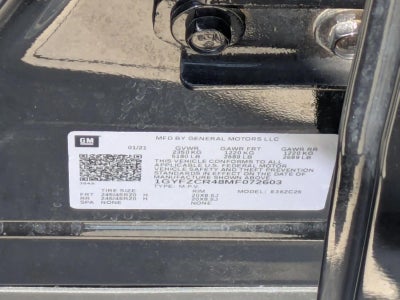 GM
MFD BY GENERAL MOTORS LLC
01/21 GVWR GAWR FRT GAWR RR
2350 KG 1220 KG 1220 KG
5180 LB 2689 LB 2689 LB
THIS VEHICLE CONFORMS TO ALL
APPLICABLE U.S. FEDERAL MOTOR
VEHICLE SAFETY AND THEFT PREVENTION
STANDARDS IN EFFECT ON THE DATE OF
MANUFACTURE SHOWN ABOVE.
1GYFZCR48MF072603
TYPE: M.P.V. MODEL:
TIRE SIZE RIM
FRT 245/45R20 H 20X8.5J
RR 245/45R20 H 20X8.5J
SPA NONE NONE